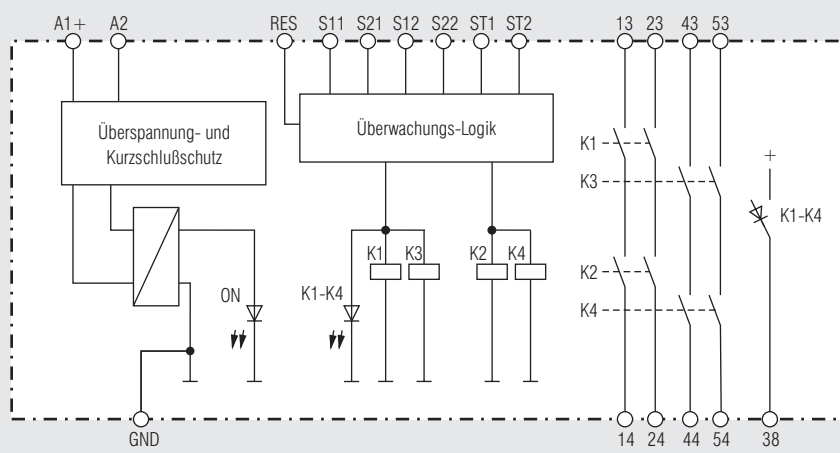 A1+ A2 RES S11 S21 S12 S22 ST1 ST2 13 23 43 53
Überspannung- und
Kurzschlußschutz
Überwachungs-Logik
K1
K3
+
K1-K4
K1 K3 K2 K4
K2
ON K1-K4
K4
GND 14 24 44 54 38